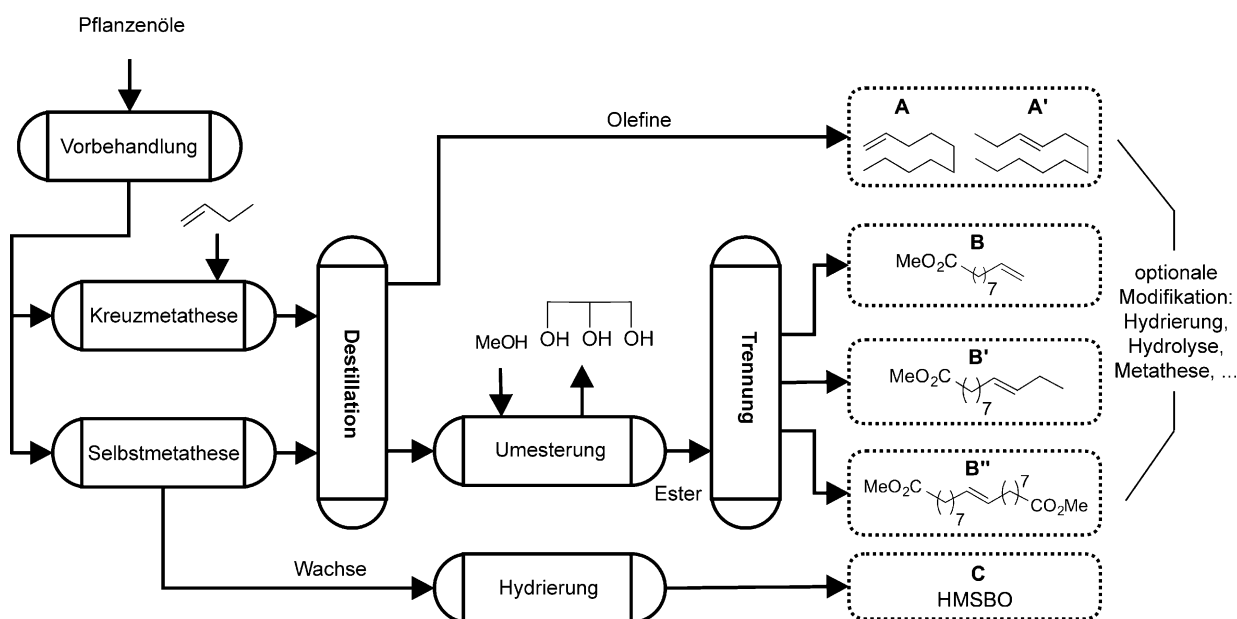 Pflanzenöle
Vorbehandlung
Kreuzmetathese
Selbstmetathese
Destillation
Olefine
MeOH
OH OH OH
Umesterung
Ester
Trennung
Wachse
Hydrierung
A A'
B
MeO₂C
7
B'
MeO₂C
7
B"
MeO₂C
7
7
CO₂Me
C
HMSBO
optionale
Modifikation:
Hydrierung,
Hydrolyse,
Metathese, ...